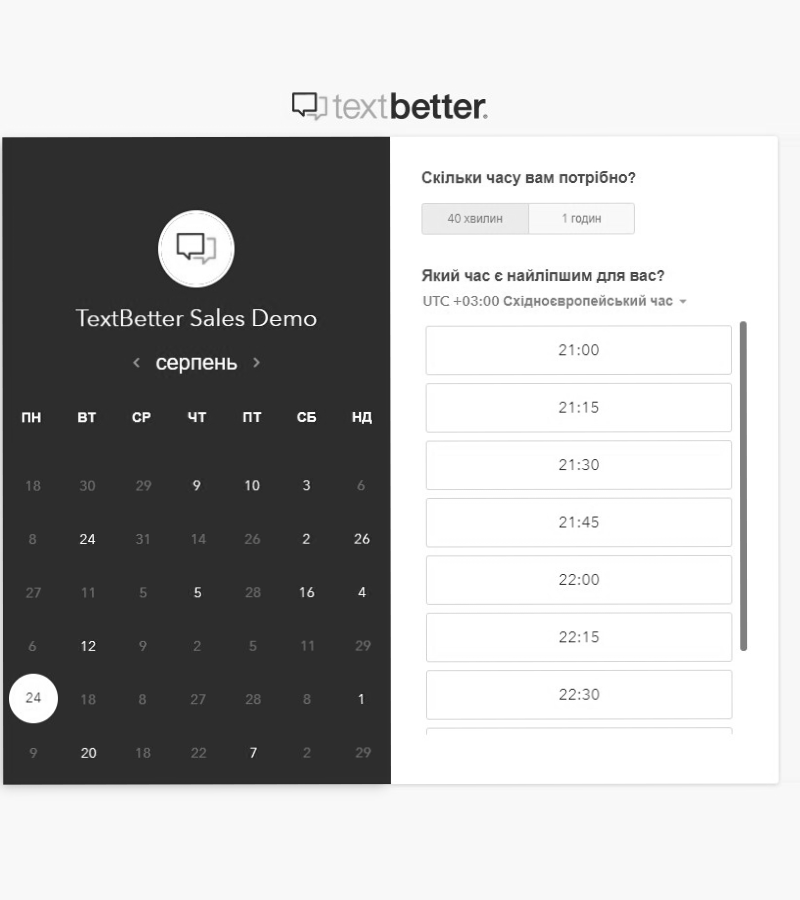 textbetter.
TextBetter Sales Demo
серпень
ПН ВТ СР ЧТ ПТ СБ НД
18 30 29 9 10 3 6
8 24 31 14 26 2 26
27 11 5 5 28 16 4
6 12 9 2 5 11 29
24 18 8 27 28 8 1
9 20 18 22 7 2 29
Скільки часу вам потрібно?
40 хвилин 1 годин
Який час є найліпшим для вас?
UTC +03:00 Східноєвропейський час
21:00
21:15
21:30
21:45
22:00
22:15
22:30